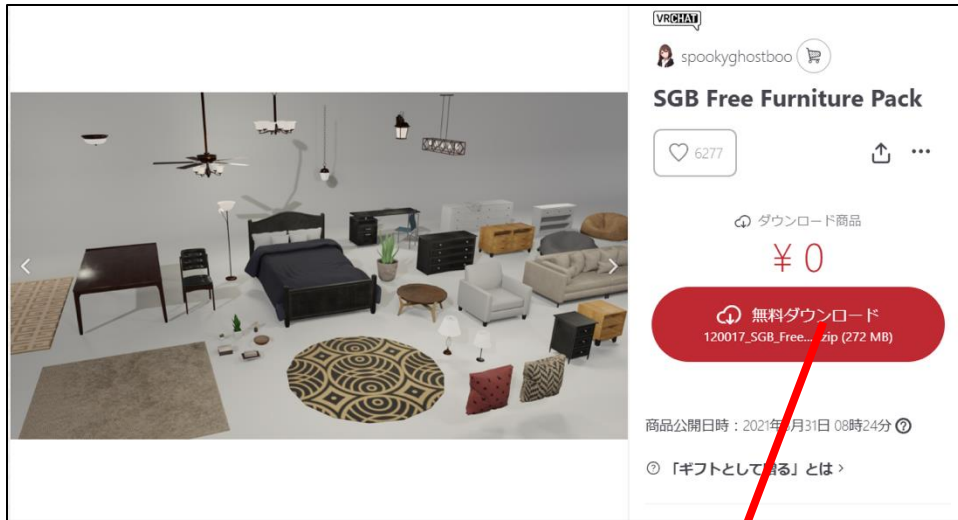 VRCHAT
spookyghostboo
SGB Free Furniture Pack
6277
ダウンロード商品
¥ 0
無料ダウンロード
120017_SGB_Free... zip (272 MB)
商品公開日時：2021年 月31日 08時24分
「ギフトとして贈る」とは